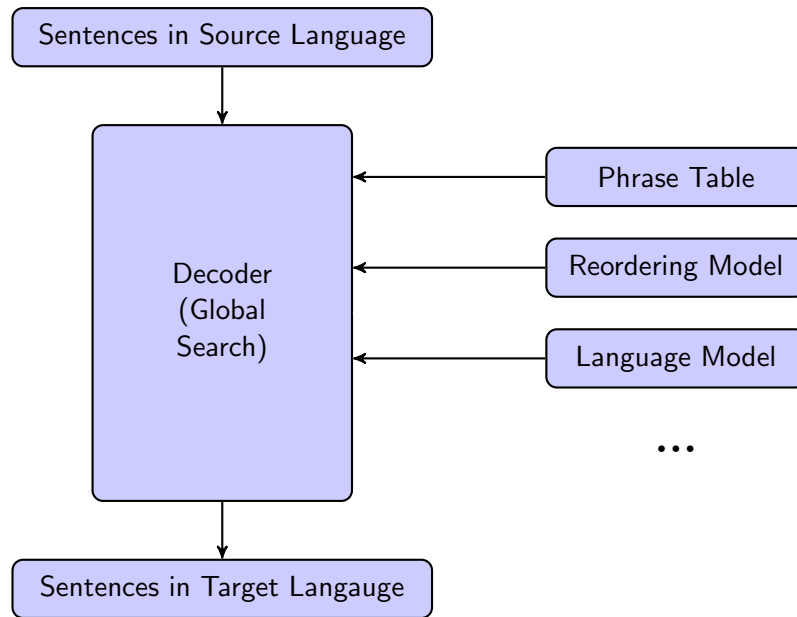 Sentences in Source Language
Phrase Table
Reordering Model
Decoder
(Global
Search)
Language Model
...
Sentences in Target Langauge